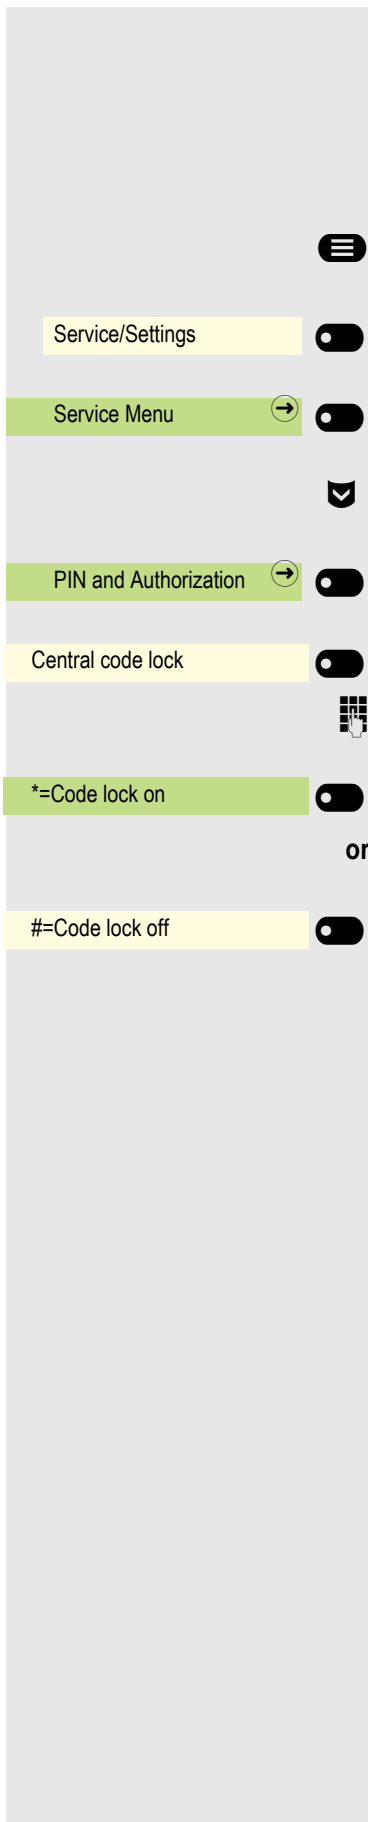 Service/Settings
Service Menu
PIN and Authorization
Central code lock
*=Code lock on
or
#=Code lock off